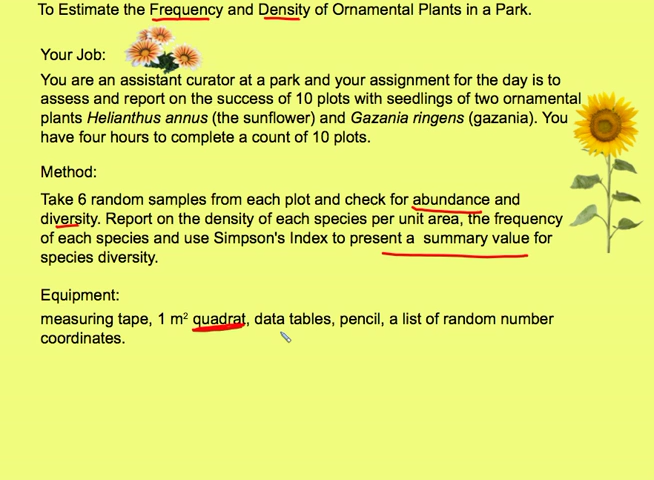 To Estimate the Frequency and Density of Ornamental Plants in a Park.
Your Job:
You are an assistant curator at a park and your assignment for the day is to
assess and report on the success of 10 plots with seedlings of two ornamental
plants Helianthus annus (the sunflower) and Gazania ringens (gazania). You
have four hours to complete a count of 10 plots.
Method:
Take 6 random samples from each plot and check for abundance and
diversity. Report on the density of each species per unit area, the frequency
of each species and use Simpson's Index to present a summary value for
species diversity.
Equipment:
measuring tape, 1 m² quadrat, data tables, pencil, a list of random number
coordinates.